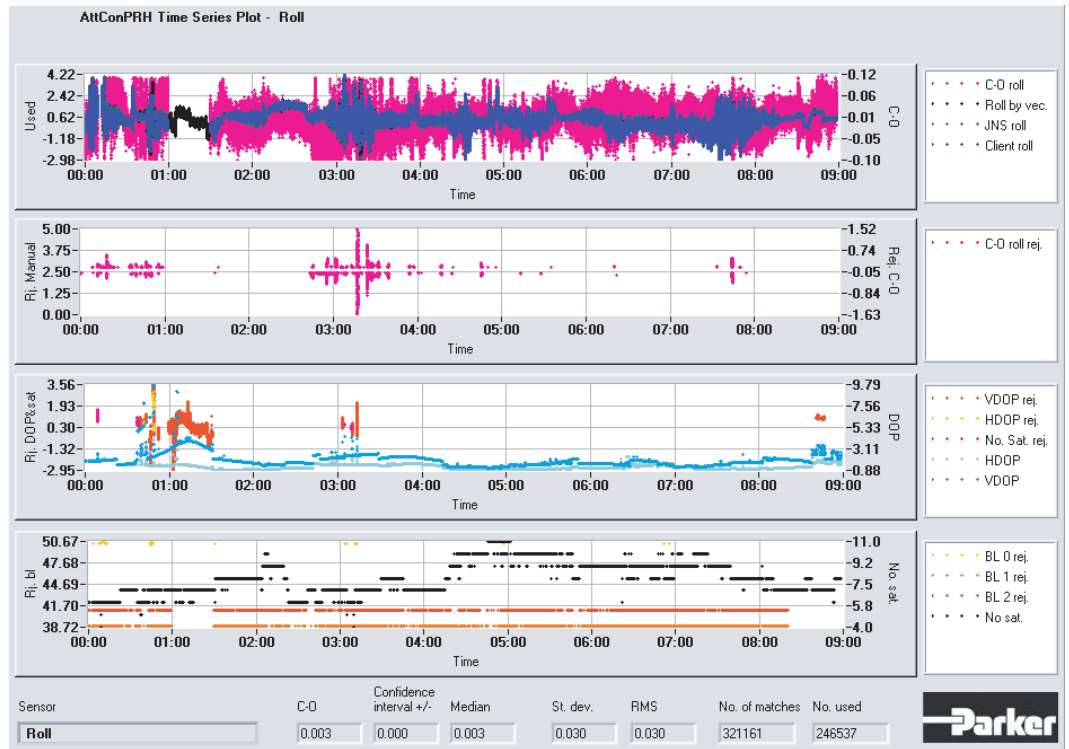 AttConPRH Time Series Plot - Roll
4.22
2.42
0.62
-1.18
-2.98
Used
0.12
0.06
-0.01
-0.05
-0.10
C-O
00:00 01:00 02:00 03:00 04:00 05:00 06:00 07:00 08:00 09:00
Time
C-O roll
Roll by vec.
JNS roll
Client roll
5.00
3.75
2.50
1.25
0.00
Rj. Manual
1.52
0.74
-0.05
-0.84
-1.63
Rej. C-O
00:00 01:00 02:00 03:00 04:00 05:00 06:00 07:00 08:00 09:00
Time
C-O roll rej.
3.56
1.93
0.30
-1.32
-2.95
Rj. DOP&sat
9.79
7.56
5.33
3.11
0.88
DOP
00:00 01:00 02:00 03:00 04:00 05:00 06:00 07:00 08:00 09:00
Time
VDOP rej.
HDOP rej.
No. Sat. rej.
HDOP
VDOP
50.67
47.68
44.69
41.70
38.72
Rj. bl
11.0
9.2
7.5
5.8
4.0
No. sat.
00:00 01:00 02:00 03:00 04:00 05:00 06:00 07:00 08:00 09:00
Time
BL 0 rej.
BL 1 rej.
BL 2 rej.
No sat.
Sensor C-O Confidence interval +/- Median St. dev. RMS No. of matches No. used
Roll 0.003 0.000 0.003 0.030 0.030 321161 246537
Parker